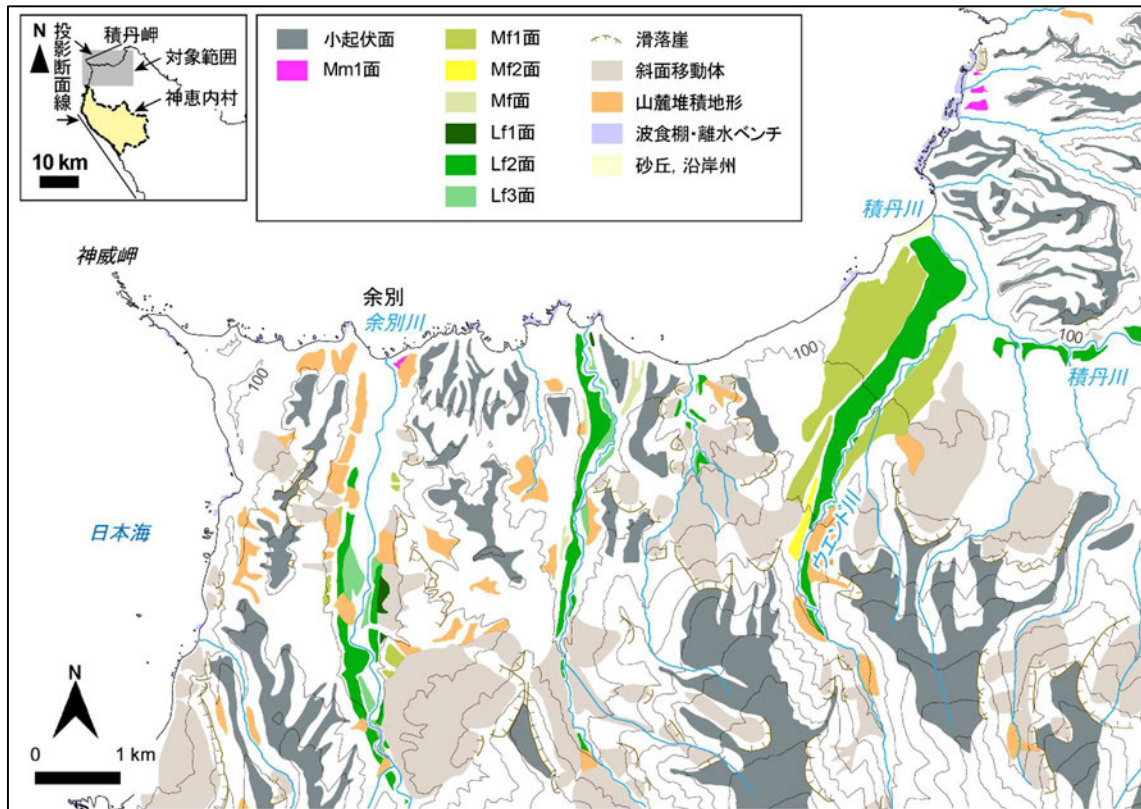 N
投影断面線
積丹岬
対象範囲
神恵内村
10 km
小起伏面
Mm1面
Mf1面
Mf2面
Mf面
Lf1面
Lf2面
Lf3面
滑落崖
斜面移動体
山麓堆積地形
波食棚・離水ベンチ
砂丘, 沿岸州
積丹川
神威岬
余別
余別川
100
100
100
積丹川
日本海
ウエンド川
N
0 1 km